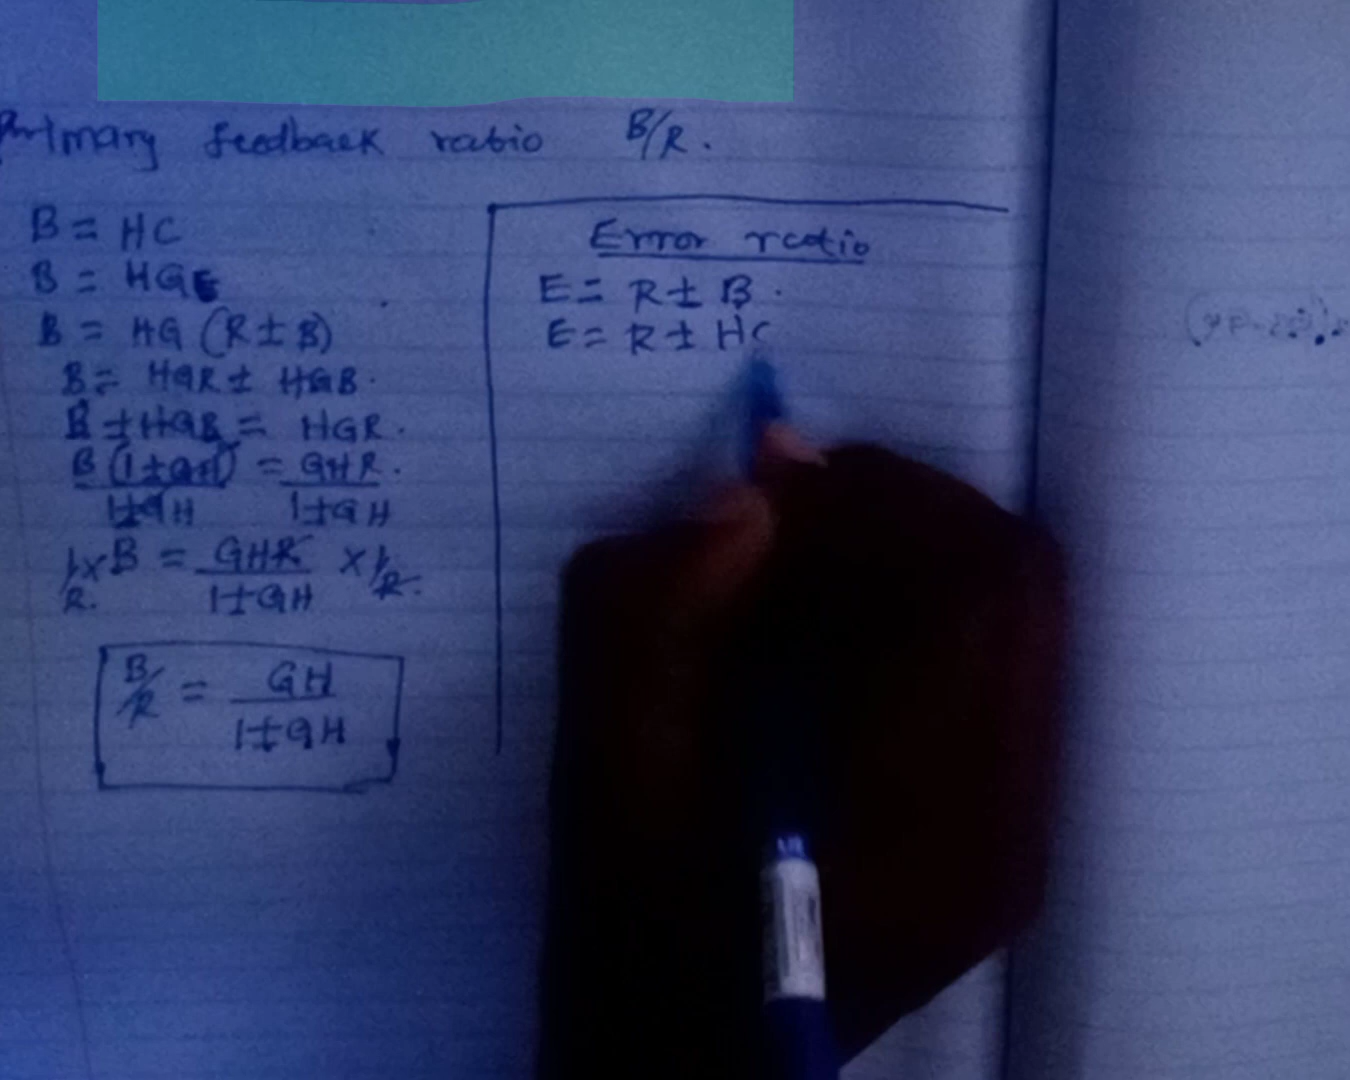 Primary feedback ratio B/R.
B = HC
B = HGE
B = HG (R ± B)
B = HGR ± HGB.
B ± HGB = HGR.
B (1±GH) = GHR.
1±GH 1±GH
1/R. × B = GHR × 1/R.
1±GH
B/R = GH
1±GH
Error ratio
E = R ± B.
E = R ± HC